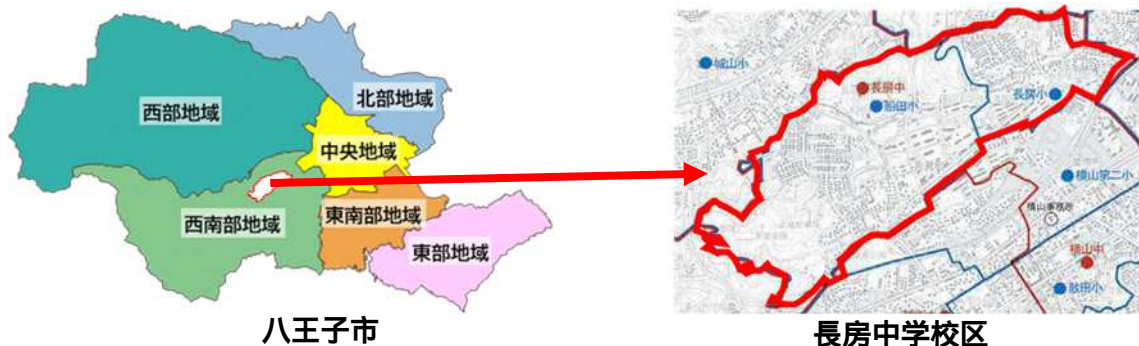 北部地域
西部地域
中央地域
西南部地域
東南部地域
東部地域
八王子市
城山小
長房中
船田小
長房小
横山第二小
横山事務所
横山中
散田小
長房中学校区